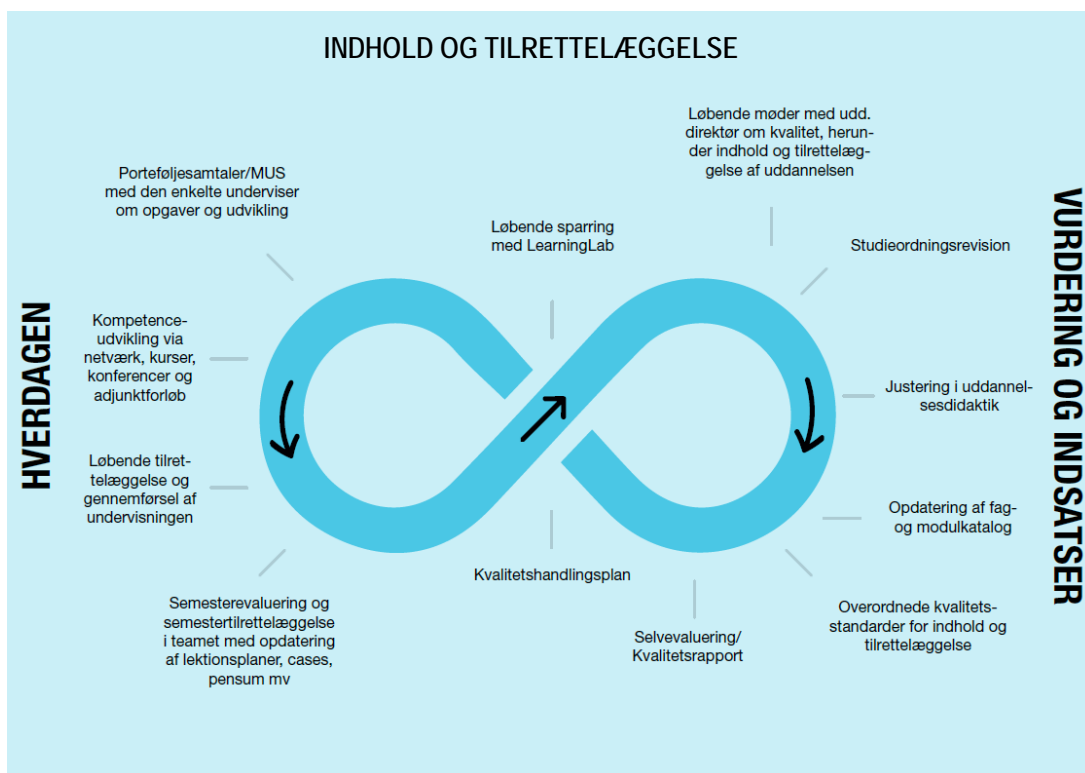 INDHOLD OG TILRETTELÆGGELSE
Løbende møder med udd.
direktør om kvalitet, herun-
der indhold og tilrettelæg-
gelse af uddannelsen
Porteføljesamtaler/MUS
med den enkelte underviser
om opgaver og udvikling
Løbende sparring
med LearningLab
Studieordningsrevision
HVERDAGEN
VURDERING OG INDSATSER
Kompetence-
udvikling via
netværk, kurser,
konferencer og
adjunktforløb
Justering i uddannel-
sesdidaktik
Løbende tilret-
telæggelse og
gennemførsel af
undervisningen
Opdatering af fag-
og modulkatalog
Kvalitetshandlingsplan
Semesterevaluering og
semestertilrettelæggelse
i teamet med opdatering
af lektionsplaner, cases,
pensum mv
Selvevaluering/
Kvalitetsrapport
Overordnede kvalitets-
standarder for indhold og
tilrettelæggelse